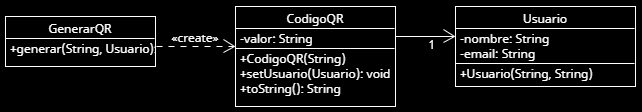 GenerarQR
+generar(String, Usuario)
«create»
CodigoQR
-valor: String
+CodigoQR(String)
+setUsuario(Usuario): void
+toString(): String
1
Usuario
-nombre: String
-email: String
+Usuario(String, String)